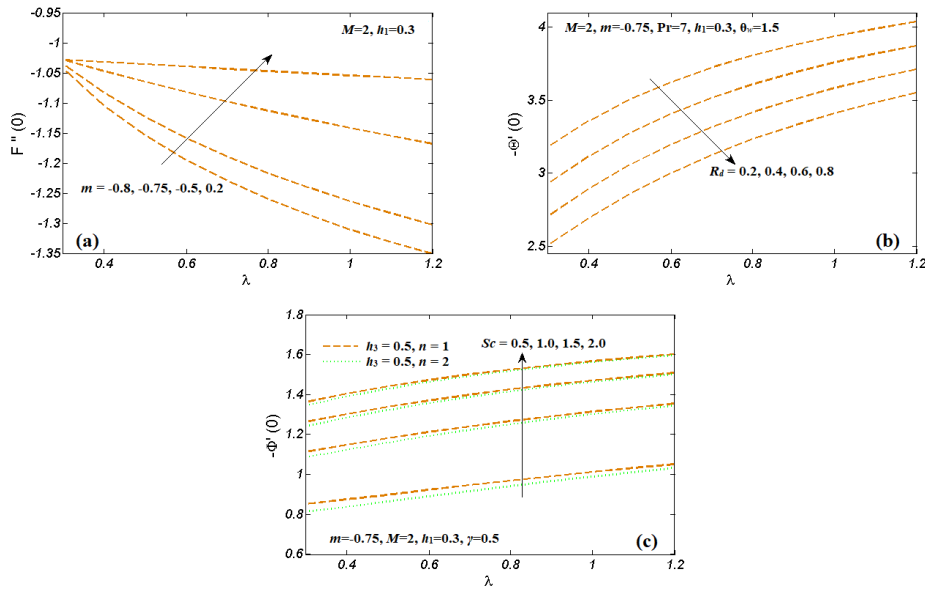 (a)
-0.95
-1
-1.05
-1.1
-1.15
-1.2
-1.25
-1.3
-1.35
F " (0)
M=2, h1=0.3
m = -0.8, -0.75, -0.5, 0.2
(a)
0.4 0.6 0.8 1 1.2
λ
(b)
4
3.5
3
2.5
-Θ' (0)
M=2, m=-0.75, Pr=7, h1=0.3, θw=1.5
Rd = 0.2, 0.4, 0.6, 0.8
(b)
0.4 0.6 0.8 1 1.2
λ
1.8
1.6
1.4
1.2
1
0.8
0.6
-Φ' (0)
h3 = 0.5, n = 1
h3 = 0.5, n = 2
Sc = 0.5, 1.0, 1.5, 2.0
m=-0.75, M=2, h1=0.3, γ=0.5
(c)
0.4 0.6 0.8 1 1.2
λ